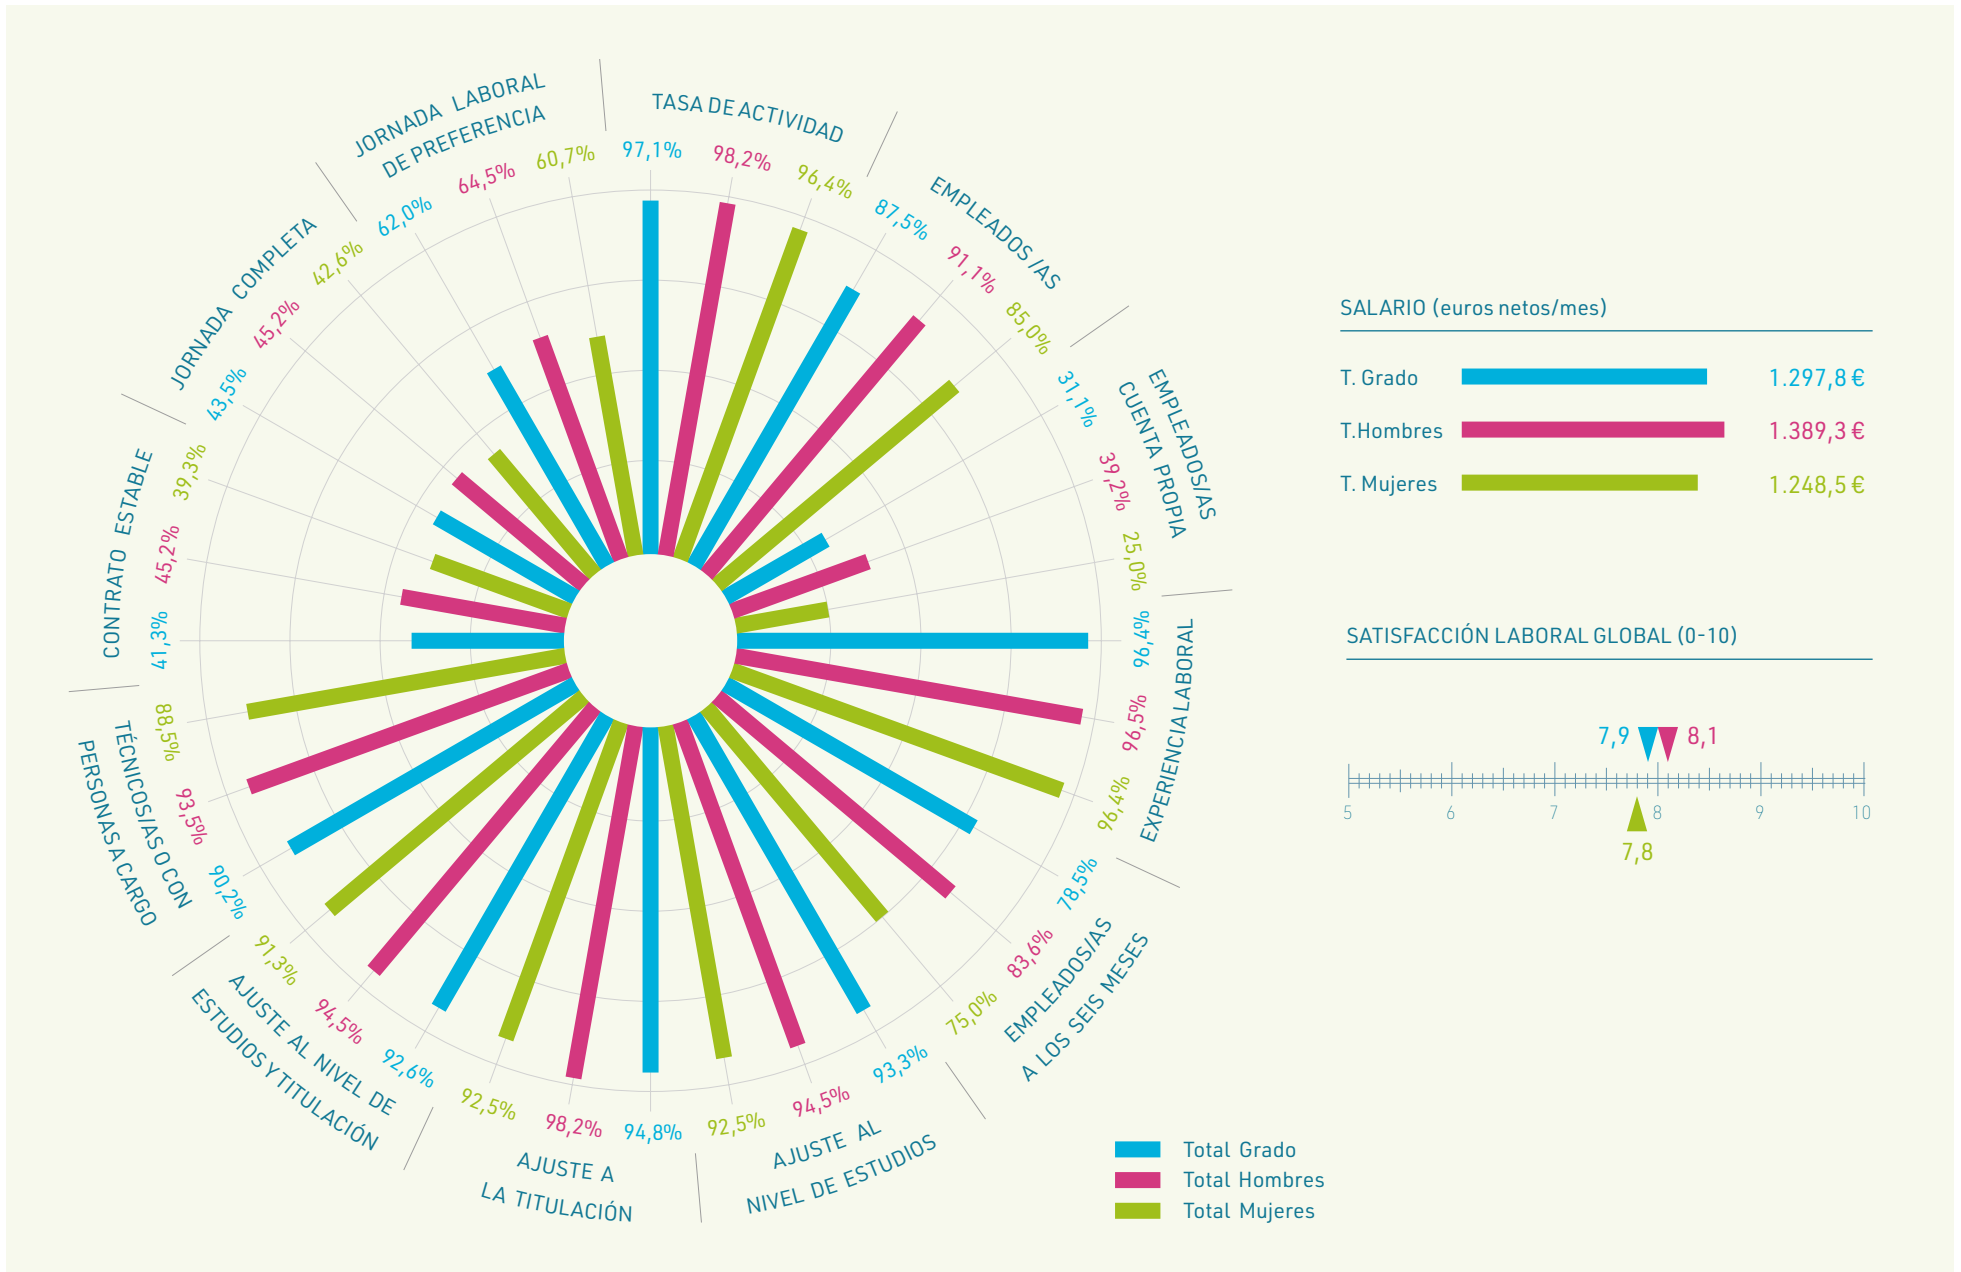 TASA DE ACTIVIDAD
97,1%
98,2%
96,4%
EMPLEADOS /AS
87,5%
91,1%
85,0%
EMPLEADOS/AS
CUENTA PROPIA
31,1%
39,2%
25,0%
EXPERIENCIA LABORAL
96,4%
96,5%
96,4%
EMPLEADOS/AS
A LOS SEIS MESES
78,5%
83,6%
75,0%
AJUSTE AL
NIVEL DE ESTUDIOS
93,3%
94,5%
92,5%
AJUSTE A
LA TITULACIÓN
94,8%
98,2%
92,5%
AJUSTE AL NIVEL DE
ESTUDIOS Y TITULACIÓN
92,6%
94,5%
91,3%
TÉCNICOS/AS O CON
PERSONAS A CARGO
90,2%
93,5%
88,5%
CONTRATO ESTABLE
41,3%
45,2%
39,3%
JORNADA COMPLETA
43,5%
45,2%
42,6%
JORNADA LABORAL
DE PREFERENCIA
62,0%
64,5%
60,7%
SALARIO (euros netos/mes)
T. Grado 1.297,8 €
T.Hombres 1.389,3 €
T. Mujeres 1.248,5 €
SATISFACCIÓN LABORAL GLOBAL (0-10)
7,9 8,1
5 6 7 8 9 10
7,8
Total Grado
Total Hombres
Total Mujeres